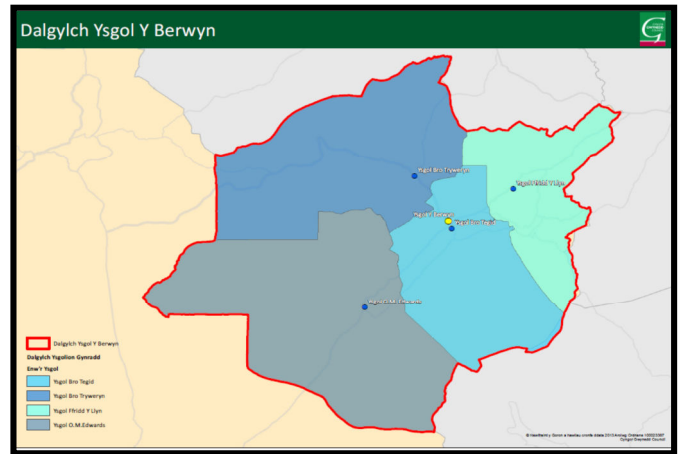 Dalgylch Ysgol Y Berwyn
Ysgol Bro Tryweryn
Ysgol Ffridd Y Llyn
Ysgol Y Berwyn
Ysgol Bro Tegid
Ysgol O.M. Edwards
Dalgylch Ysgol Y Berwyn
Dalgylch Ysgolion Gynradd
Enw'r Ysgol
Ysgol Bro Tegid
Ysgol Bro Tryweryn
Ysgol Ffridd Y Llyn
Ysgol O.M.Edwards
Cyngor Gwynedd Council